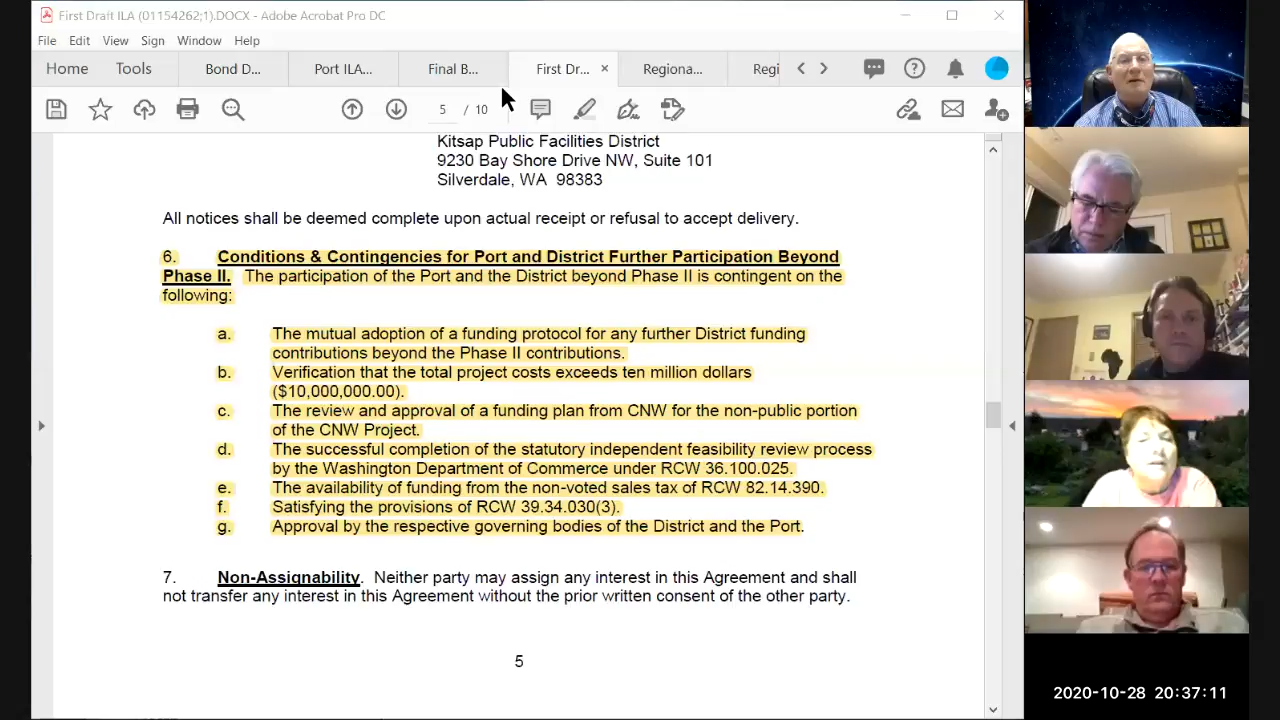 First Draft ILA (01154262;1).DOCX - Adobe Acrobat Pro DC
File Edit View Sign Window Help
Home Tools Bond D... Port ILA... Final B... First Dr... × Regiona... Regi
5 / 10
Kitsap Public Facilities District
9230 Bay Shore Drive NW, Suite 101
Silverdale, WA 98383
All notices shall be deemed complete upon actual receipt or refusal to accept delivery.
6. Conditions & Contingencies for Port and District Further Participation Beyond
Phase II. The participation of the Port and the District beyond Phase II is contingent on the
following:
a. The mutual adoption of a funding protocol for any further District funding
contributions beyond the Phase II contributions.
b. Verification that the total project costs exceeds ten million dollars
($10,000,000.00).
c. The review and approval of a funding plan from CNW for the non-public portion
of the CNW Project.
d. The successful completion of the statutory independent feasibility review process
by the Washington Department of Commerce under RCW 36.100.025.
e. The availability of funding from the non-voted sales tax of RCW 82.14.390.
f. Satisfying the provisions of RCW 39.34.030(3).
g. Approval by the respective governing bodies of the District and the Port.
7. Non-Assignability. Neither party may assign any interest in this Agreement and shall
not transfer any interest in this Agreement without the prior written consent of the other party.
5
2020-10-28 20:37:11